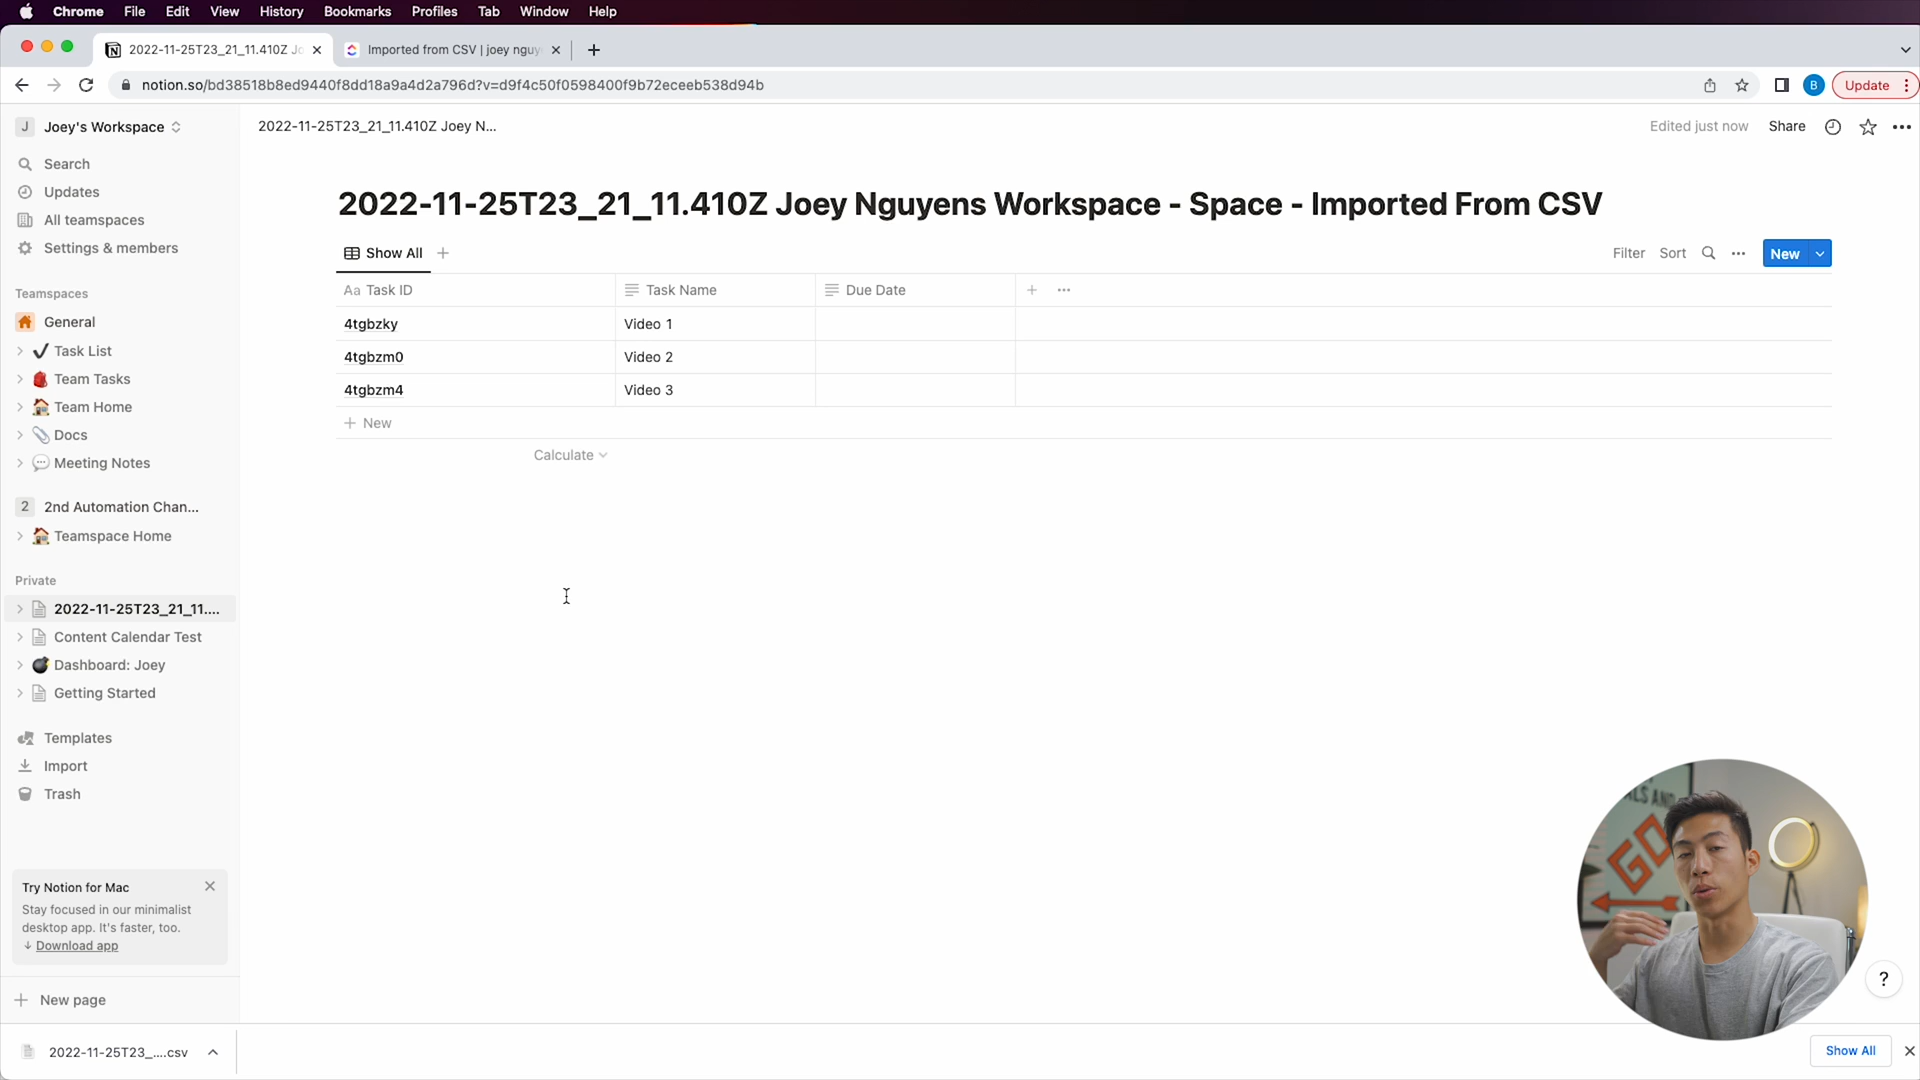 Chrome File Edit View History Bookmarks Profiles Tab Window Help
2022-11-25T23_21_11.410Z Jo
Imported from CSV | joey nguy
notion.so/bd38518b8ed9440f8dd18a9a4d2a796d?v=d9f4c50f0598400f9b72eceeb538d94b
B
Update
J Joey's Workspace
2022-11-25T23_21_11.410Z Joey N...
Edited just now Share
Search
Updates
All teamspaces
Settings & members
Teamspaces
General
Task List
Team Tasks
Team Home
Docs
Meeting Notes
2 2nd Automation Chan...
Teamspace Home
Private
2022-11-25T23_21_11....
Content Calendar Test
Dashboard: Joey
Getting Started
Templates
Import
Trash
Try Notion for Mac
Stay focused in our minimalist
desktop app. It's faster, too.
↓ Download app
New page
2022-11-25T23_21_11.410Z Joey Nguyens Workspace - Space - Imported From CSV
Show All
Filter Sort ... New
Aa Task ID Task Name Due Date
4tgbzky Video 1
4tgbzm0 Video 2
4tgbzm4 Video 3
+ New
Calculate
GO
?
2022-11-25T23_....csv
Show All